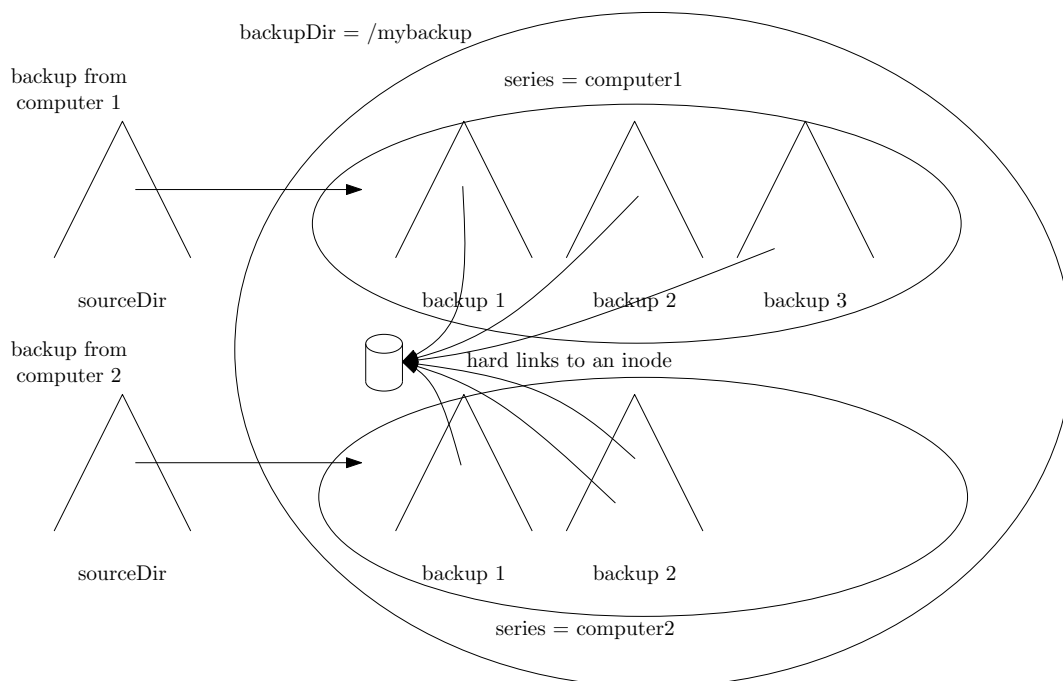 backupDir = /mybackup
backup from
computer 1
series = computer1
sourceDir
backup 1
backup 2
backup 3
backup from
computer 2
hard links to an inode
sourceDir
backup 1
backup 2
series = computer2